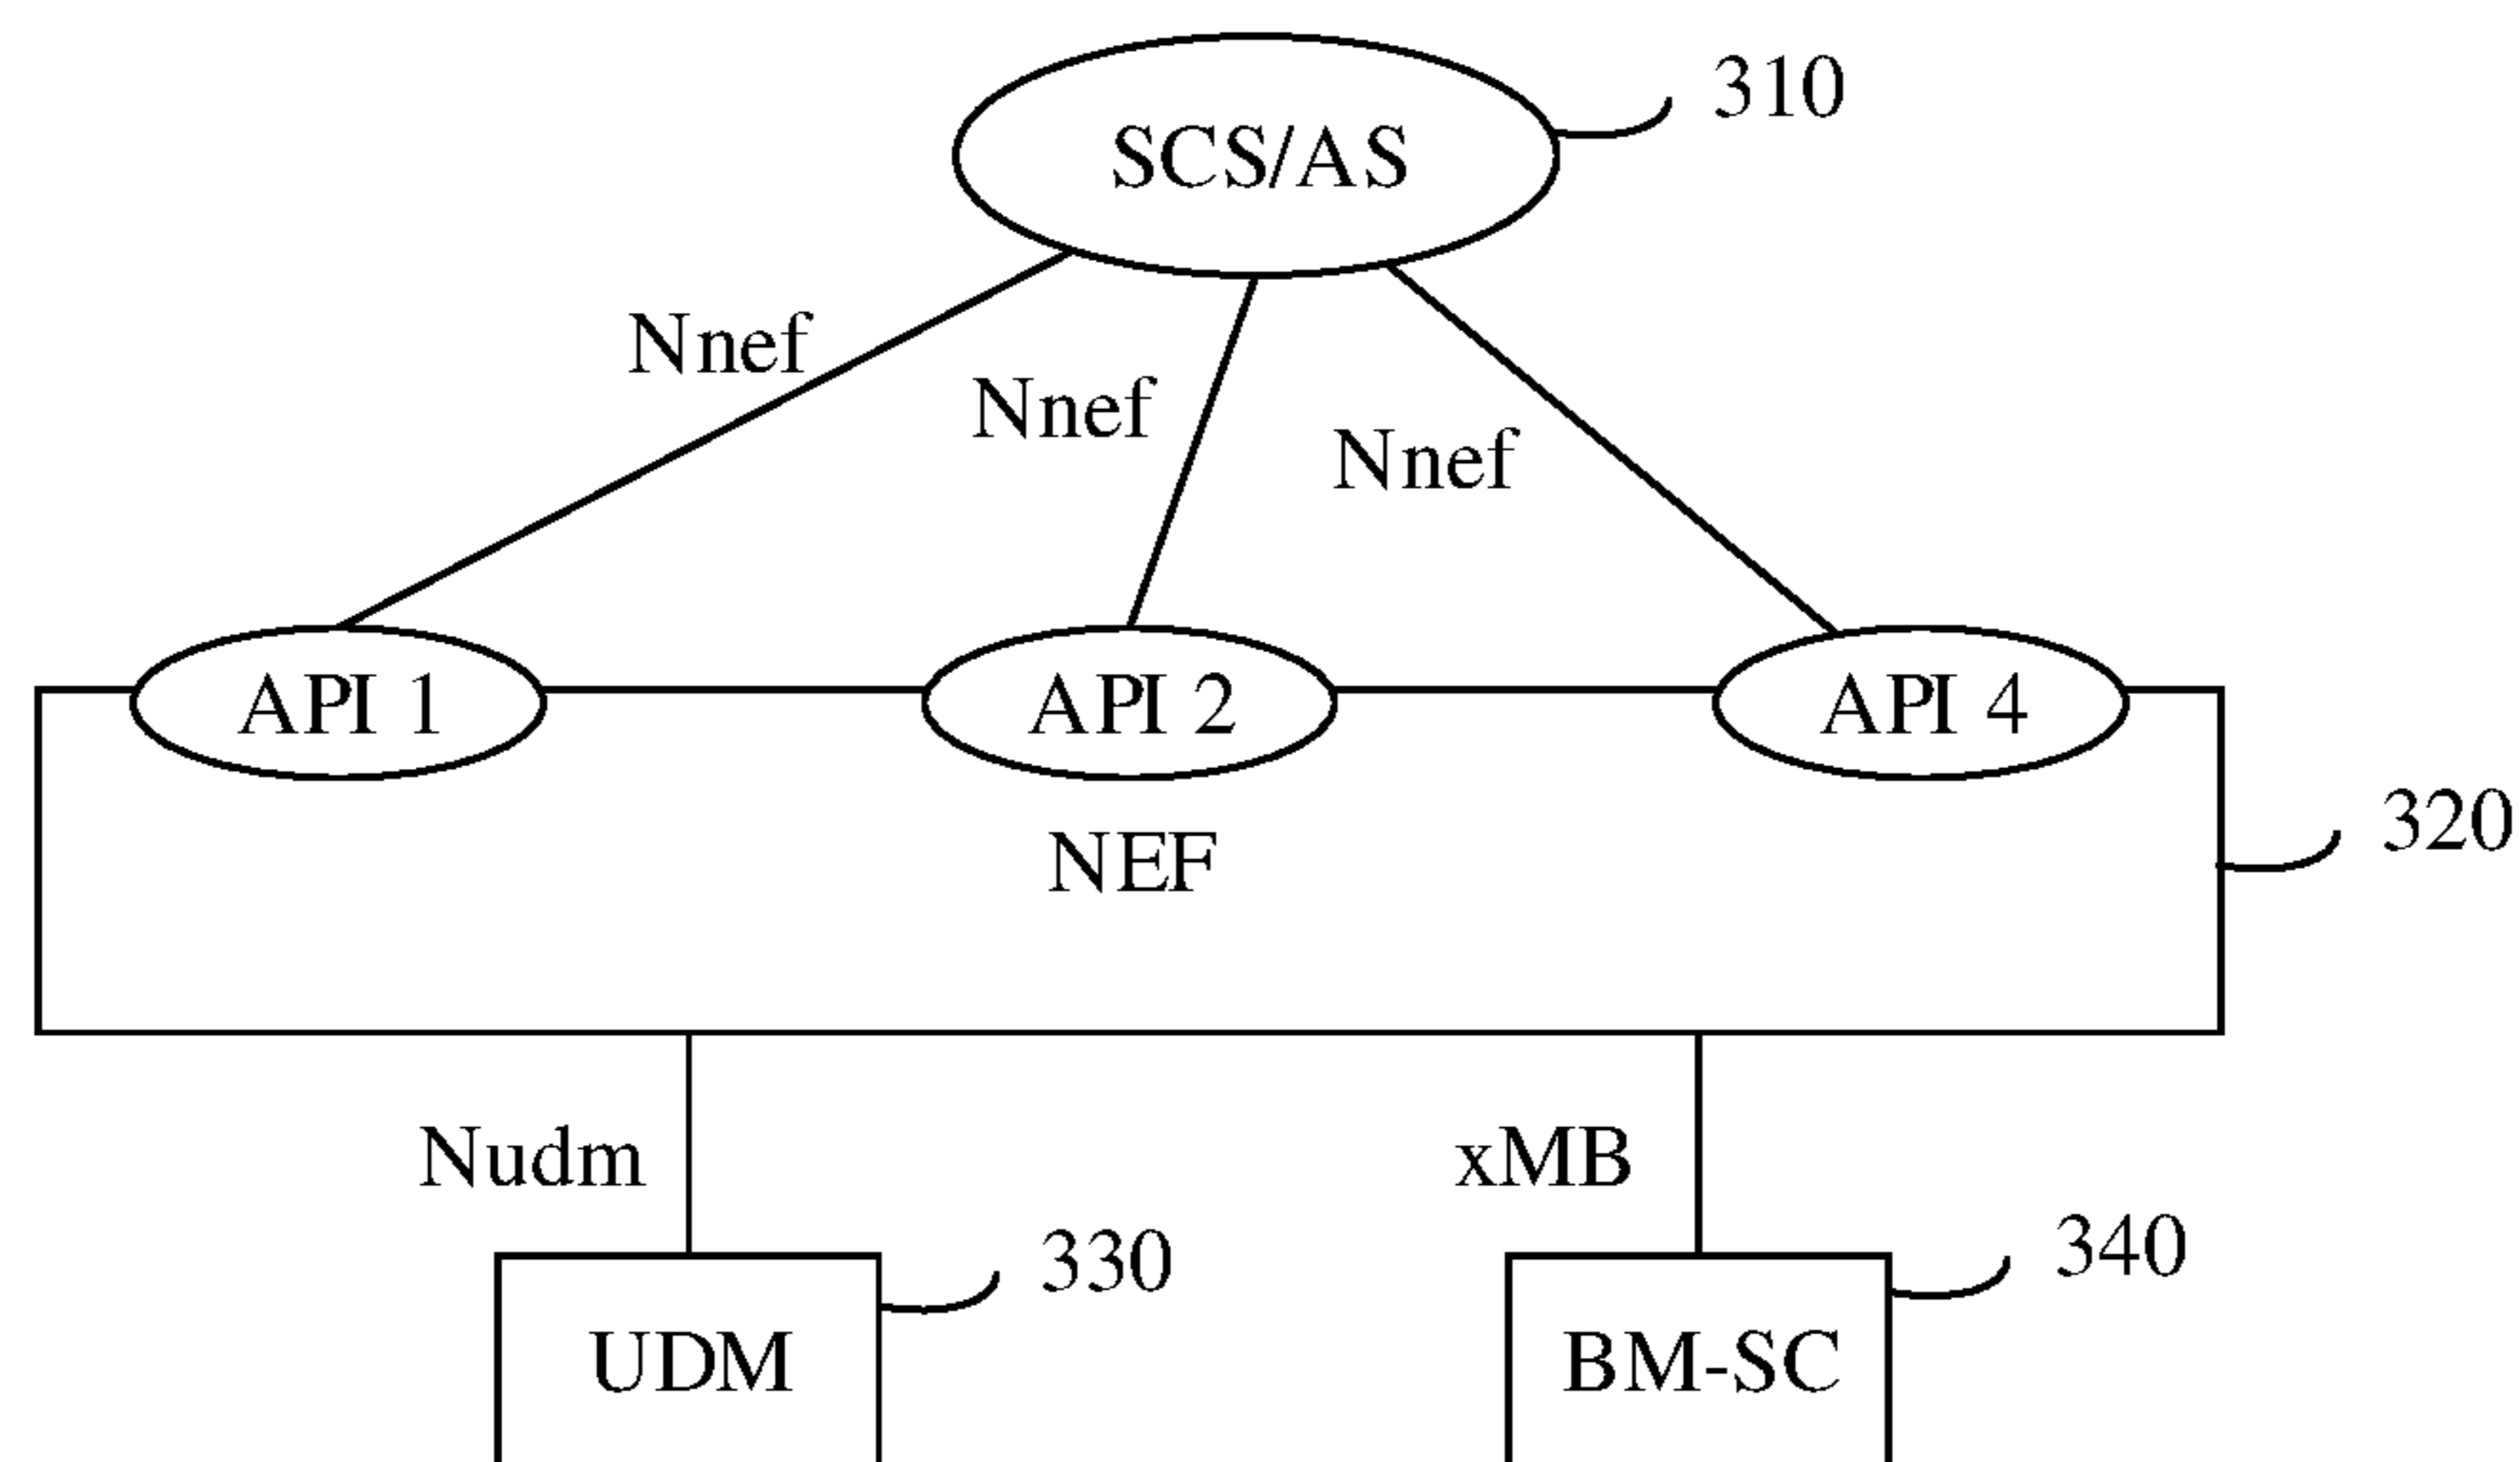 310
SCS/AS
Nnef
Nnef
Nnef
API 1
API 2
API 4
320
NEF
Nudm
xMB
330
340
UDM
BM-SC